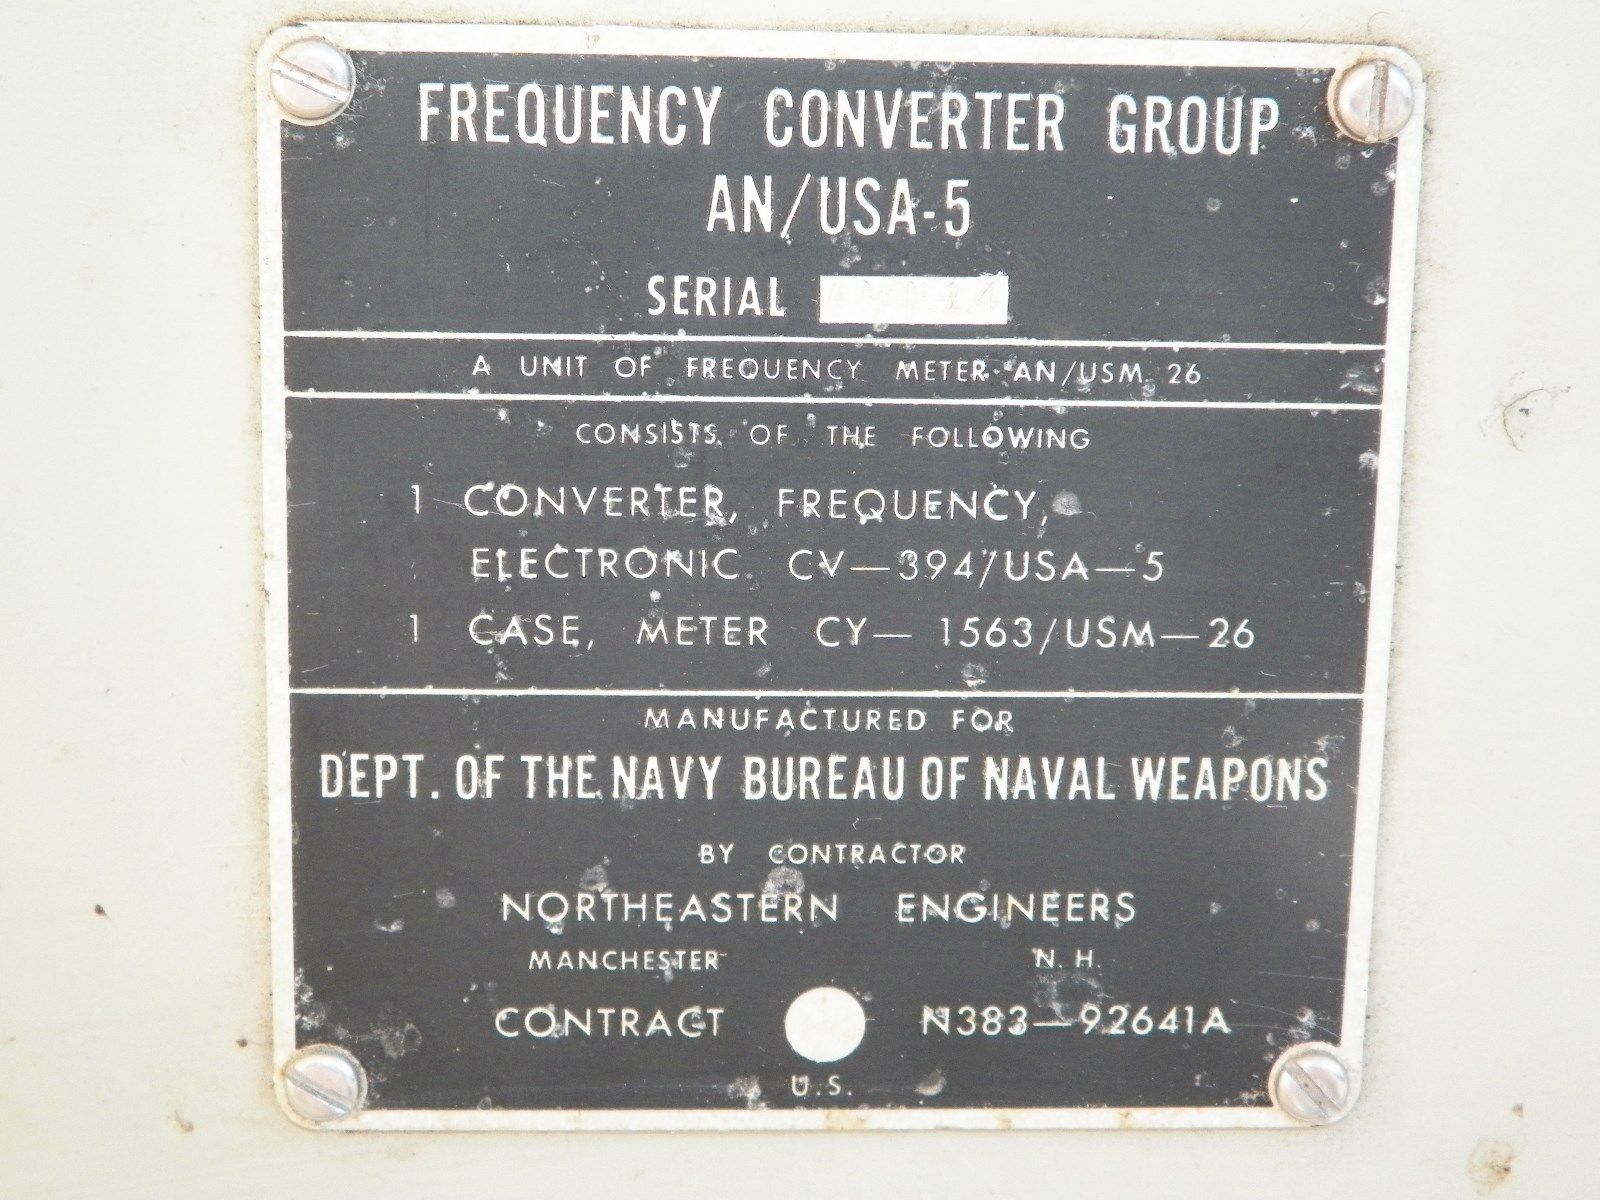 FREQUENCY CONVERTER GROUP
AN/USA-5
SERIAL
A UNIT OF FREQUENCY METER AN/USM 26
CONSISTS OF THE FOLLOWING
1 CONVERTER, FREQUENCY,
ELECTRONIC CV—394/USA—5
1 CASE, METER CY— 1563/USM—26
MANUFACTURED FOR
DEPT. OF THE NAVY BUREAU OF NAVAL WEAPONS
BY CONTRACTOR
NORTHEASTERN ENGINEERS
MANCHESTER N. H.
CONTRACT N383—92641A
U.S.